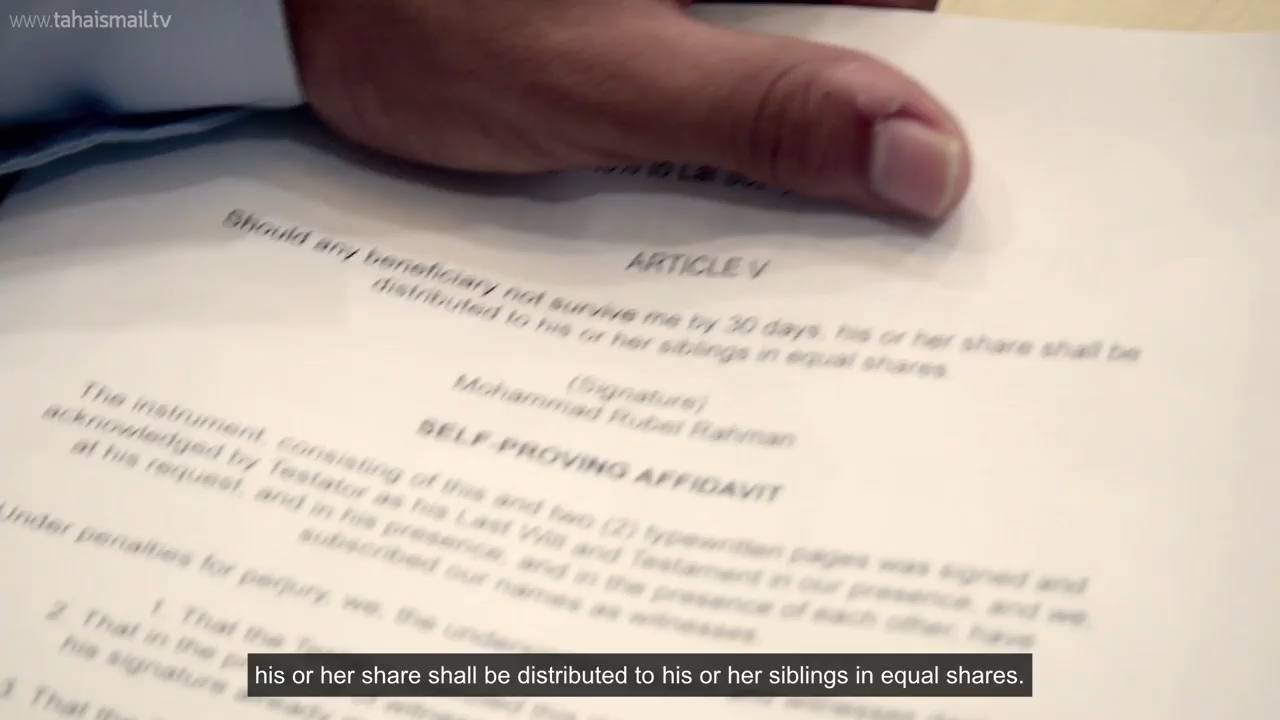 www.tahaismail.tv
ARTICLE V
Should any beneficiary not survive me by 30 days, his or her share shall be
distributed to his or her siblings in equal shares.
(Signature)
Mohammad Rubel Rahman
SELF-PROVING AFFIDAVIT
The instrument, consisting of this and two (2) typewritten pages was signed and
acknowledged by Testator as his Last Will and Testament in our presence, and we,
at his request, and in his presence, and in the presence of each other, have
subscribed our names as witnesses.
Under penalties for perjury, we, the
1. That the
2. That in the
his signature
3. That the
his or her share shall be distributed to his or her siblings in equal shares.